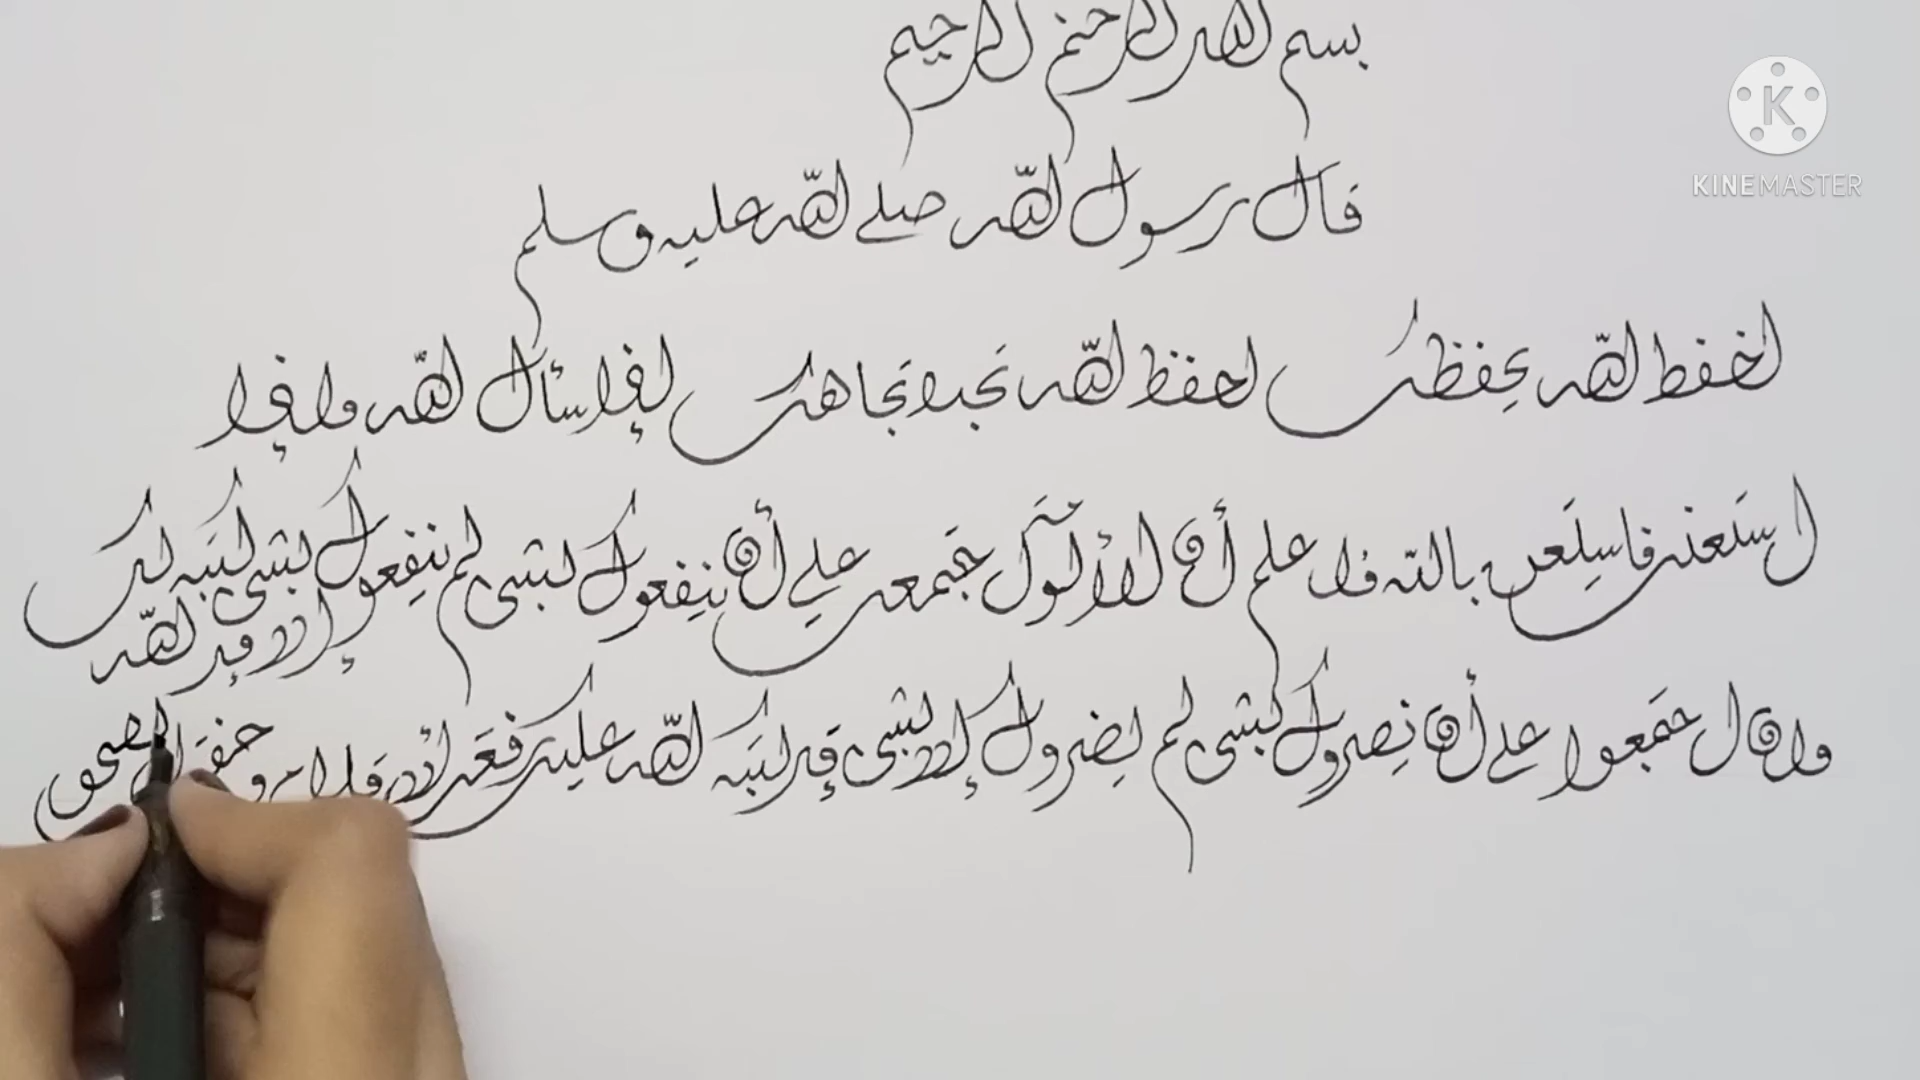 بسم الله الرحمن الرحيم
قال رسول الله صلى الله عليه وسلم
احفظ الله يحفظك احفظ الله تجده تجاهك إذا سألت الله وإذا
استعنت فاستعن بالله واعلم أن الأمة لو اجتمعت على أن ينفعوك بشيء لم ينفعوك بشيء كتبه لك
إلا قد الله
وإن اجتمعوا على أن يضروك بشيء لم يضروك إلا بشيء قد كتبه الله عليك رفعت الأقلام وجفت الصحف
KINEMASTER